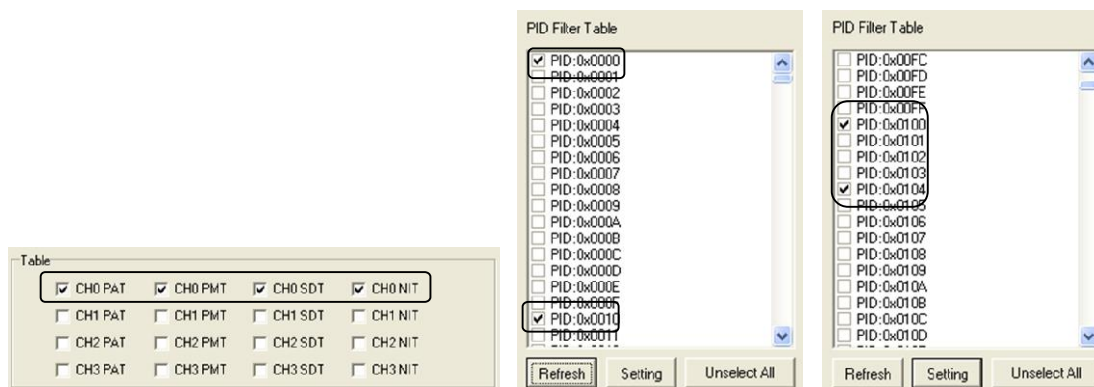 Table
CH0 PAT CH0 PMT CH0 SDT CH0 NIT
CH1 PAT CH1 PMT CH1 SDT CH1 NIT
CH2 PAT CH2 PMT CH2 SDT CH2 NIT
CH3 PAT CH3 PMT CH3 SDT CH3 NIT
PID Filter Table
PID:0x0000
PID:0x0001
PID:0x0002
PID:0x0003
PID:0x0004
PID:0x0005
PID:0x0006
PID:0x0007
PID:0x0008
PID:0x0009
PID:0x000A
PID:0x000B
PID:0x000C
PID:0x000D
PID:0x000E
PID:0x000F
PID:0x0010
PID:0x0011
Refresh Setting Unselect All
PID Filter Table
PID:0x00FC
PID:0x00FD
PID:0x00FE
PID:0x00FF
PID:0x0100
PID:0x0101
PID:0x0102
PID:0x0103
PID:0x0104
PID:0x0105
PID:0x0106
PID:0x0107
PID:0x0108
PID:0x0109
PID:0x010A
PID:0x010B
PID:0x010C
PID:0x010D
Refresh Setting Unselect All